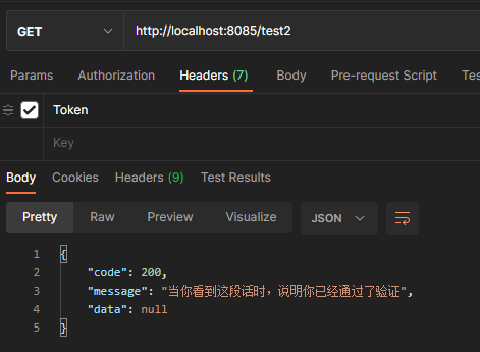 GET http://localhost:8085/test2
Params Authorization Headers (7) Body Pre-request Script
Token
Key
Body Cookies Headers (9) Test Results
Pretty Raw Preview Visualize JSON
1 {
2 "code": 200,
3 "message": "当你看到这段话时，说明你已经通过了验证",
4 "data": null
5 }